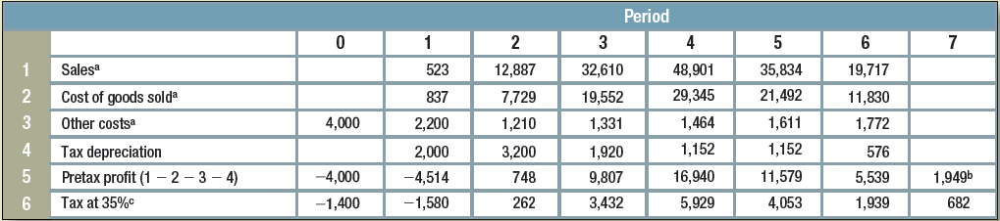 Period
0 1 2 3 4 5 6 7
1 Salesᵃ 523 12,887 32,610 48,901 35,834 19,717
2 Cost of goods soldᵃ 837 7,729 19,552 29,345 21,492 11,830
3 Other costsᵃ 4,000 2,200 1,210 1,331 1,464 1,611 1,772
4 Tax depreciation 2,000 3,200 1,920 1,152 1,152 576
5 Pretax profit (1 − 2 − 3 − 4) −4,000 −4,514 748 9,807 16,940 11,579 5,539 1,949ᵇ
6 Tax at 35%ᶜ −1,400 −1,580 262 3,432 5,929 4,053 1,939 682